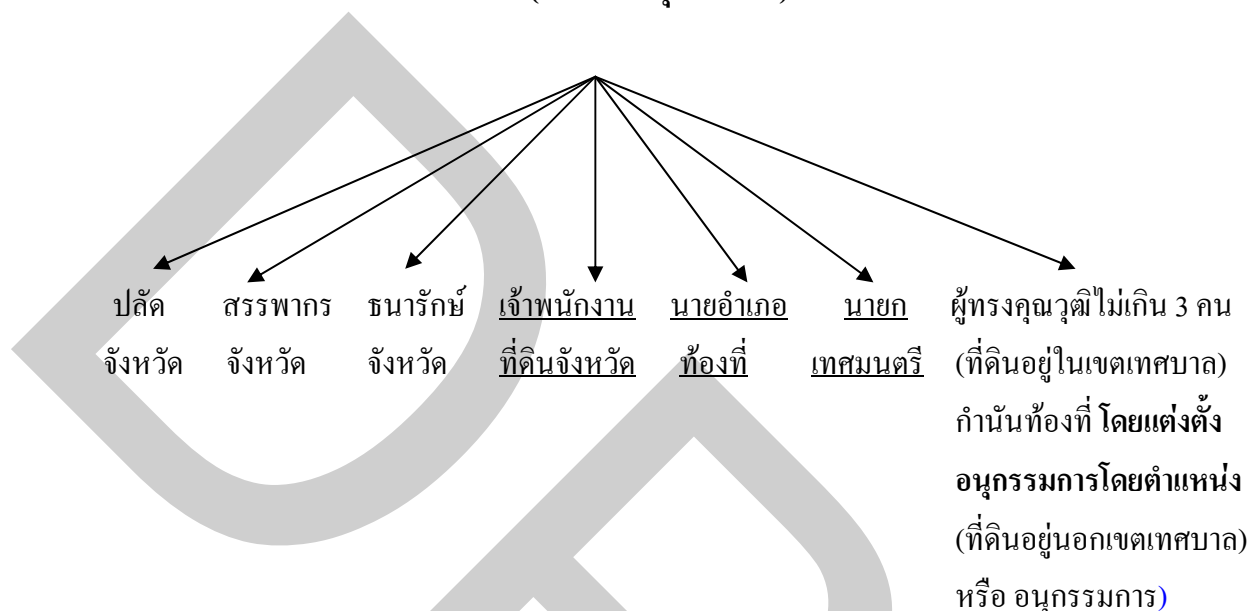 ปลัด สรรพากร ธนารักษ์ เจ้าพนักงาน นายอำเภอ นายก ผู้ทรงคุณวุฒิไม่เกิน 3 คน
จังหวัด จังหวัด จังหวัด ที่ดินจังหวัด ท้องที่ เทศมนตรี (ที่ดินอยู่ในเขตเทศบาล)
กำนันท้องที่ โดยแต่งตั้ง
อนุกรรมการโดยตำแหน่ง
(ที่ดินอยู่นอกเขตเทศบาล)
หรือ อนุกรรมการ)